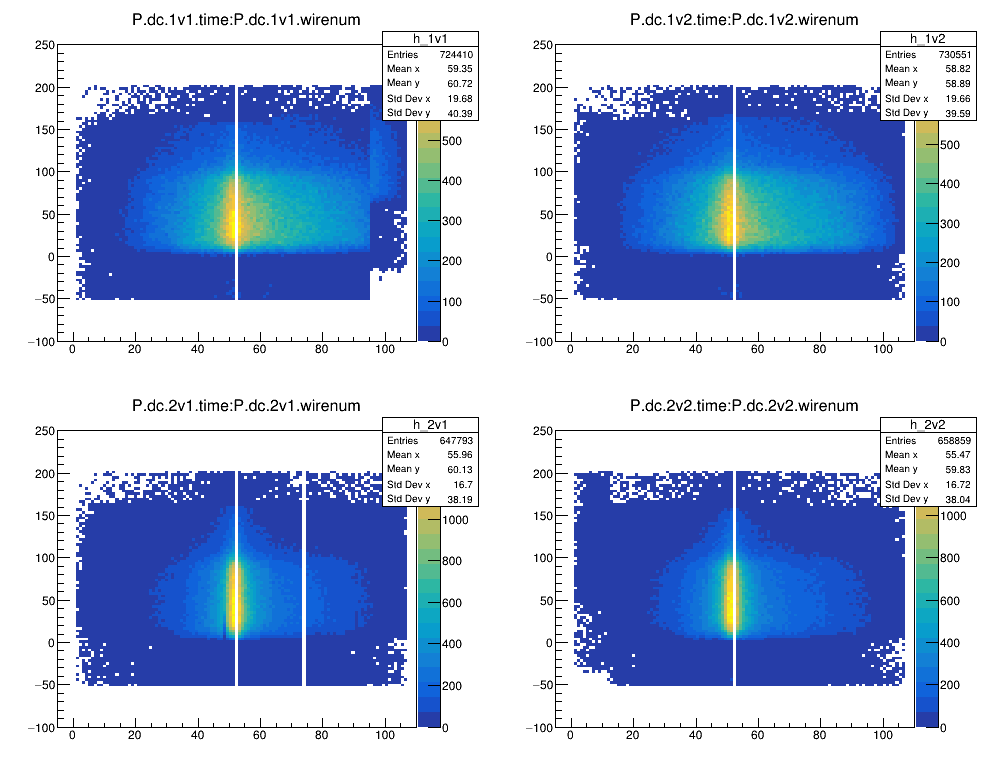 P.dc.1v1.time:P.dc.1v1.wirenum
h_1v1
Entries 724410
Mean x 59.35
Mean y 60.72
Std Dev x 19.68
Std Dev y 40.39
250
200
150
100
50
0
−50
−100
0 20 40 60 80 100
500
400
300
200
100
0
P.dc.1v2.time:P.dc.1v2.wirenum
h_1v2
Entries 730551
Mean x 58.82
Mean y 58.89
Std Dev x 19.66
Std Dev y 39.59
250
200
150
100
50
0
−50
−100
0 20 40 60 80 100
500
400
300
200
100
0
P.dc.2v1.time:P.dc.2v1.wirenum
h_2v1
Entries 647793
Mean x 55.96
Mean y 60.13
Std Dev x 16.7
Std Dev y 38.19
250
200
150
100
50
0
−50
−100
0 20 40 60 80 100
1000
800
600
400
200
0
P.dc.2v2.time:P.dc.2v2.wirenum
h_2v2
Entries 658859
Mean x 55.47
Mean y 59.83
Std Dev x 16.72
Std Dev y 38.04
250
200
150
100
50
0
−50
−100
0 20 40 60 80 100
1000
800
600
400
200
0